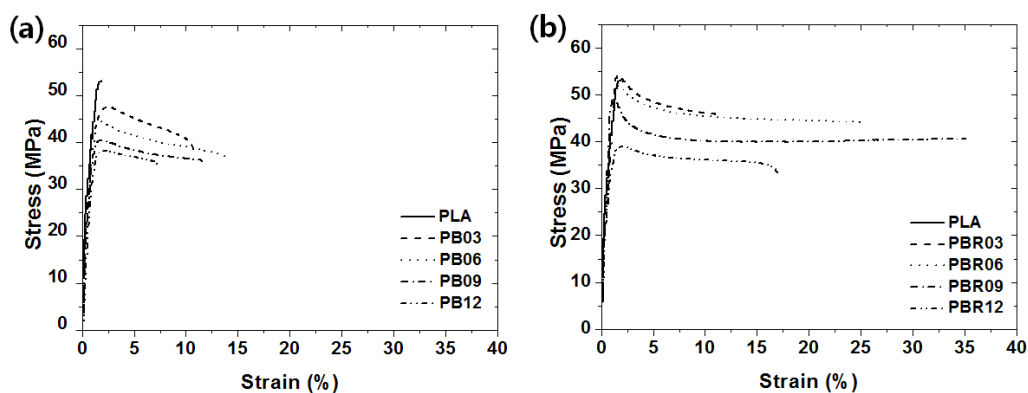 (a)
60
50
40
30
20
10
0
Stress (MPa)
PLA
PB03
PB06
PB09
PB12
0 5 10 15 20 25 30 35 40
Strain (%)
(b)
60
50
40
30
20
10
0
Stress (MPa)
PLA
PBR03
PBR06
PBR09
PBR12
0 5 10 15 20 25 30 35 40
Strain (%)